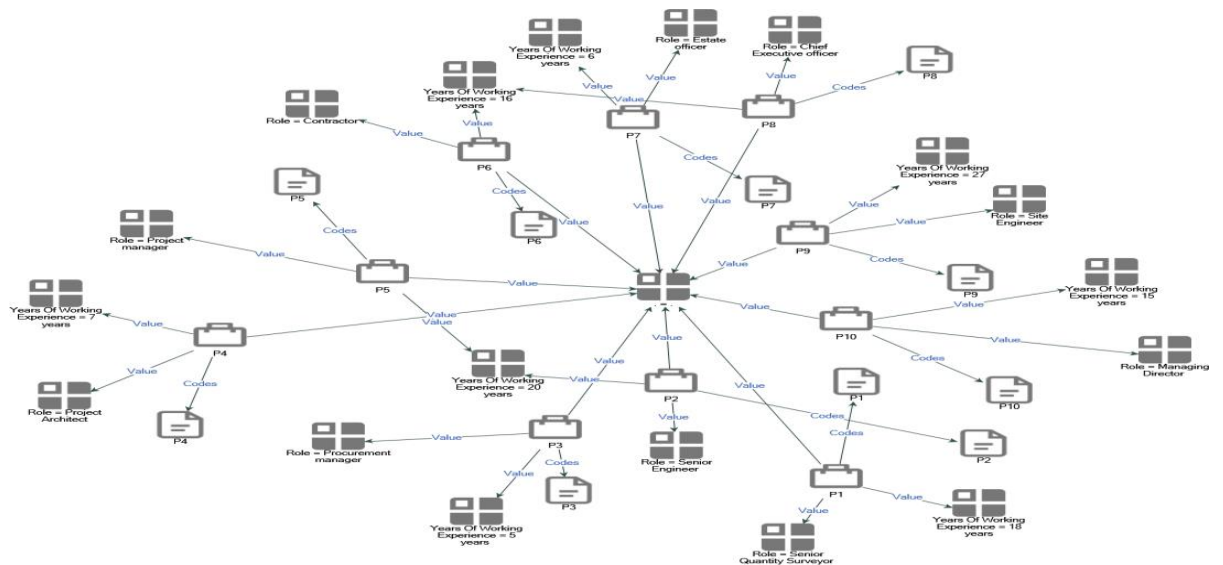 Years Of Working
Experience = 6
years
Role = Estate
officer
Role = Chief
Executive officer
P8
Value
Value
Value
Codes
Years Of Working
Experience = 16
years
Value
Value
P7
P8
Role = Contractor
Value
Value
P6
Codes
P7
Years Of Working
Experience = 27
years
Value
Role = Site
Engineer
Value
P9
Codes
P9
P5
Codes
Codes
P6
Value
Value
Value
Value
Role = Project
manager
Value
P5
Value
Years Of Working
Experience = 7
years
Value
P4
Value
Value
Value
Years Of Working
Experience = 15
years
Value
P10
Value
Role = Managing
Director
Codes
P10
Value
Codes
Role = Project
Architect
P4
Years Of Working
Experience = 20
years
Value
Value
Value
P2
Value
Role = Senior
Engineer
Value
P1
Codes
Codes
P2
Role = Procurement
manager
Value
P3
Value
Codes
Years Of Working
Experience = 5
years
P3
P1
Value
Value
Years Of Working
Experience = 18
years
Role = Senior
Quantity Surveyor